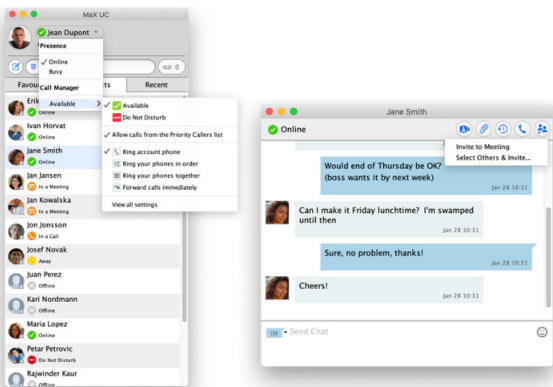 MaX UC
Jean Dupont
Presence
Online
Busy
0
Call Manager
Favou
ts
Recent
Available
Available
Do Not Disturb
Allow calls from the Priority Callers list
Ring account phone
Ring your phones in order
Ring your phones together
Forward calls immediately
View all settings
Erik
Online
Ivan Horvat
Online
Jane Smith
Online
Jan Jansen
In a Meeting
Jan Kowalska
In a Meeting
Jon Jonsson
In a Call
Josef Novak
Away
Juan Perez
Offline
Kari Nordmann
Offline
Maria Lopez
Online
Petar Petrovic
Do Not Disturb
Rajwinder Kaur
Offline
Jane Smith
Online
Invite to Meeting
Select Others & Invite...
Would end of Thursday be OK?
(boss wants it by next week)
Jan 28 10:31
Can I make it Friday lunchtime? I'm swamped
until then
Jan 28 10:31
Sure, no problem, thanks!
Jan 28 10:31
Cheers!
Jan 28 10:31
IM
Send Chat